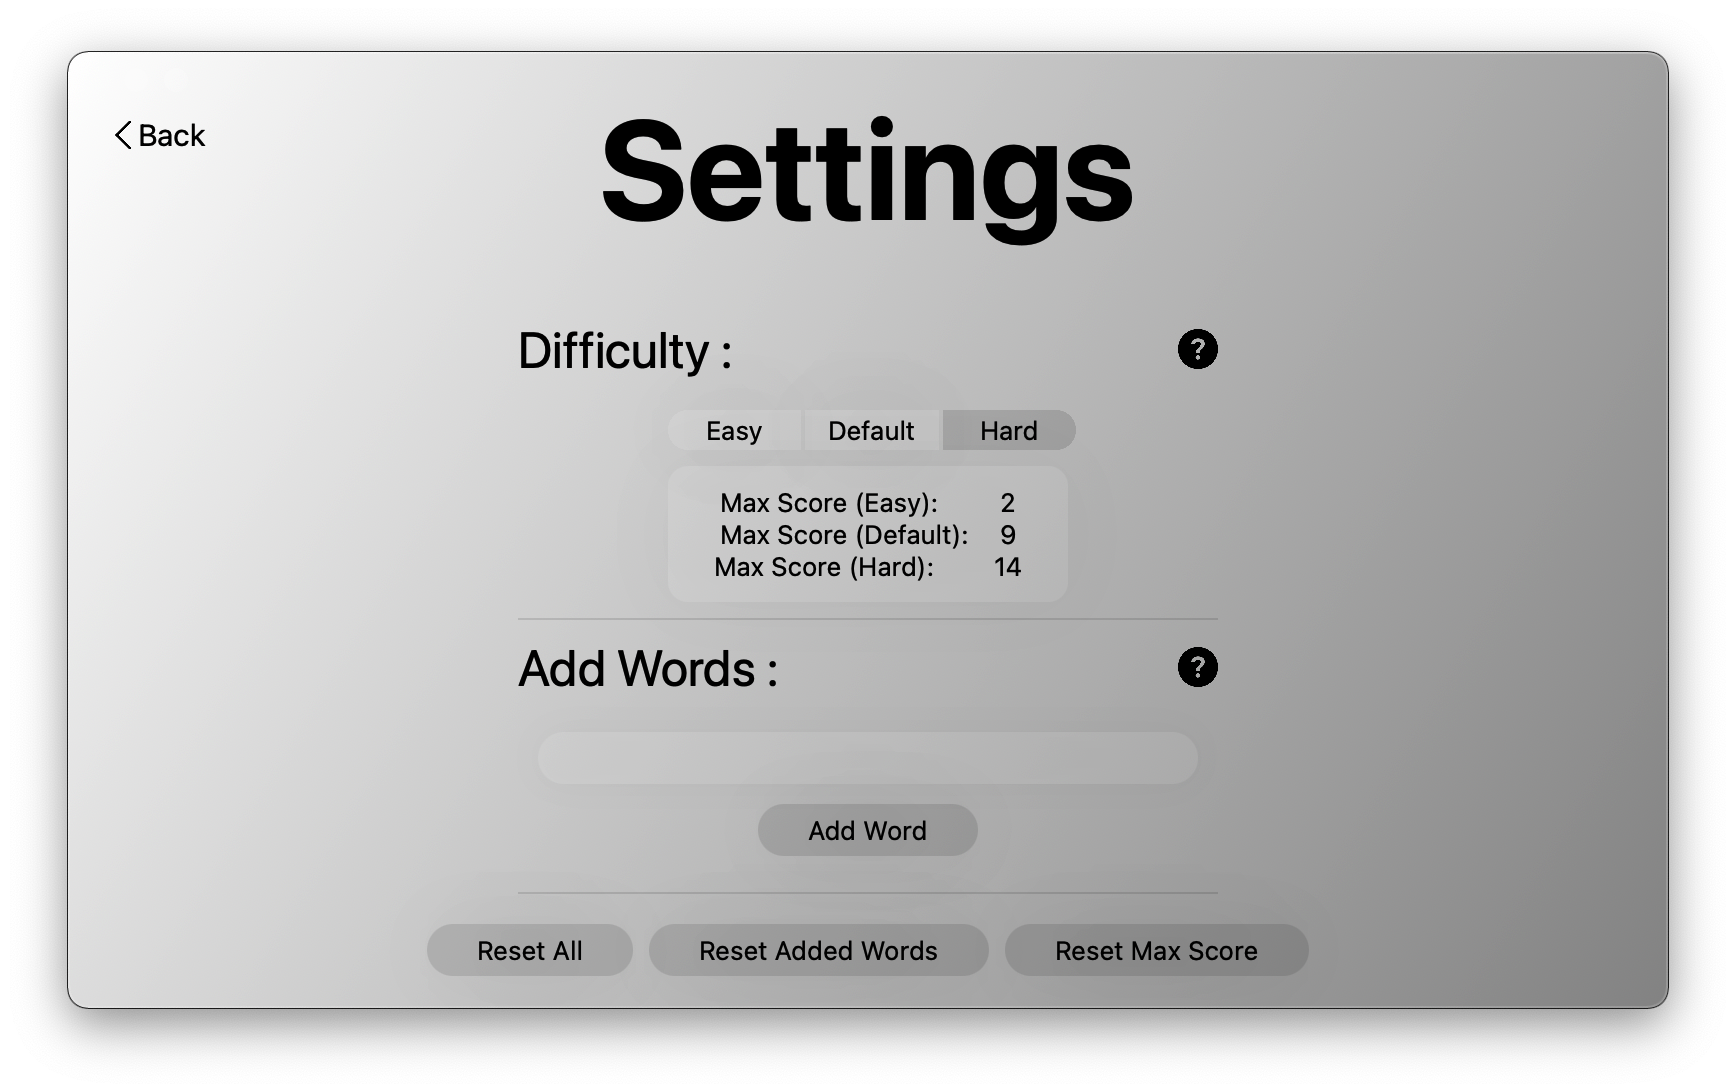 Back
Settings
Difficulty :
?
Easy Default Hard
Max Score (Easy): 2
Max Score (Default): 9
Max Score (Hard): 14
Add Words :
?
Add Word
Reset All Reset Added Words Reset Max Score